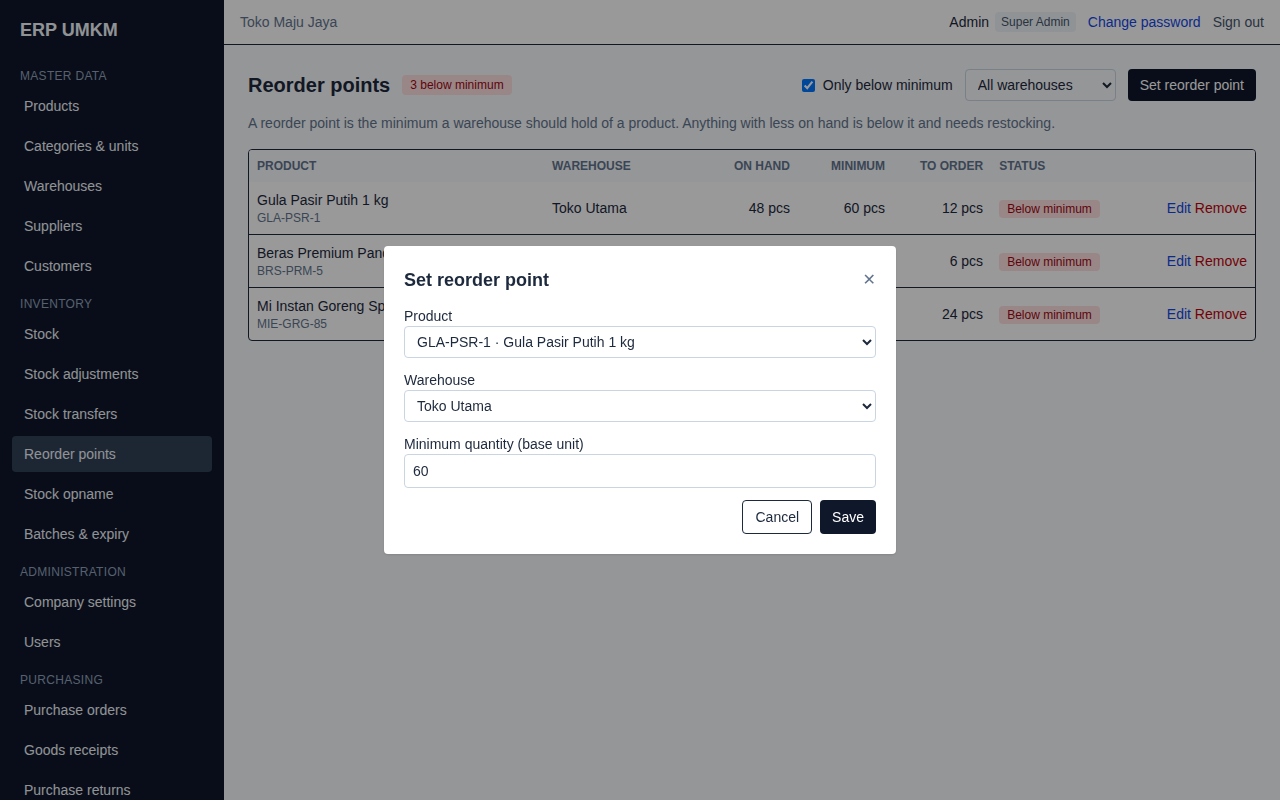 ERP UMKM
MASTER DATA
Products
Categories & units
Warehouses
Suppliers
Customers
INVENTORY
Stock
Stock adjustments
Stock transfers
Reorder points
Stock opname
Batches & expiry
ADMINISTRATION
Company settings
Users
PURCHASING
Purchase orders
Goods receipts
Purchase returns
Toko Maju Jaya
Admin Super Admin Change password Sign out
Reorder points 3 below minimum Only below minimum All warehouses Set reorder point
A reorder point is the minimum a warehouse should hold of a product. Anything with less on hand is below it and needs restocking.
PRODUCT WAREHOUSE ON HAND MINIMUM TO ORDER STATUS
Gula Pasir Putih 1 kg
GLA-PSR-1
Toko Utama 48 pcs 60 pcs 12 pcs Below minimum Edit Remove
Beras Premium
BRS-PRM-5
6 pcs Below minimum Edit Remove
Mi Instan Goreng
MIE-GRG-85
24 pcs Below minimum Edit Remove
Set reorder point ×
Product
GLA-PSR-1 · Gula Pasir Putih 1 kg
Warehouse
Toko Utama
Minimum quantity (base unit)
60
Cancel Save